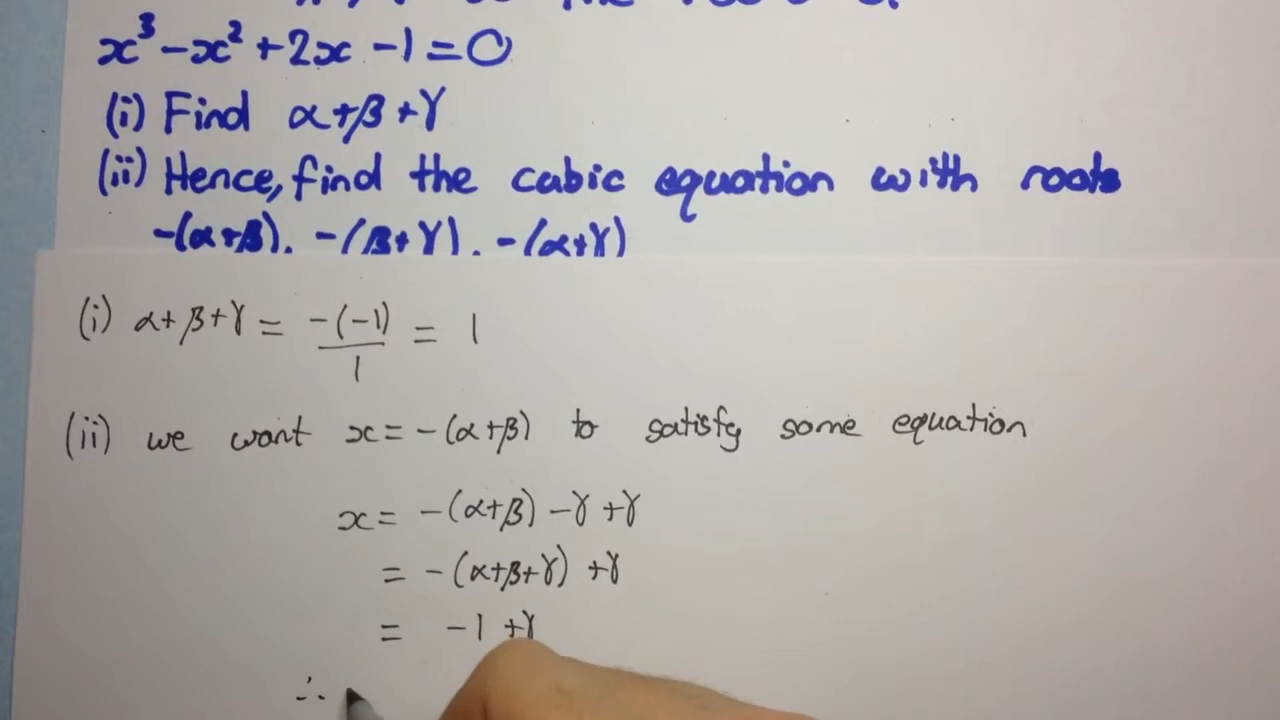 x³ - x² + 2x - 1 = 0
(i) Find α+β+γ
(ii) Hence, find the cubic equation with roots
-(α+β), -(β+γ), -(α+γ)
(i) α+β+γ = -(-1)/1 = 1
(ii) we want x = -(α+β) to satisfy some equation
x = -(α+β) -γ +γ
= -(α+β+γ) +γ
= -1 +γ
∴